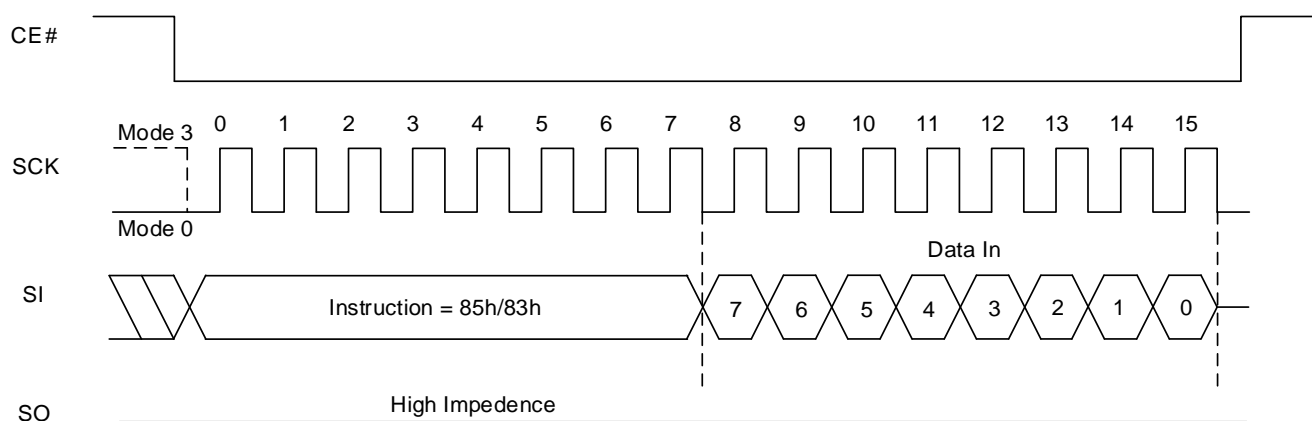 CE#
Mode 3
0 1 2 3 4 5 6 7 8 9 10 11 12 13 14 15
SCK
Mode 0
Data In
SI
Instruction = 85h/83h
7 6 5 4 3 2 1 0
High Impedence
SO